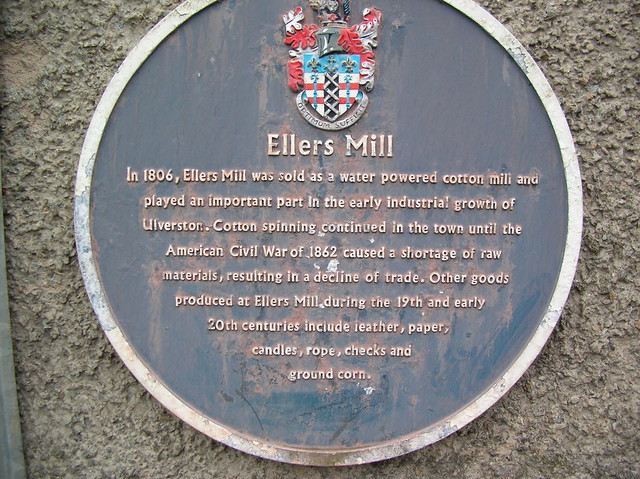 Ellers Mill
In 1806, Ellers Mill was sold as a water powered cotton mill and
played an important part in the early industrial growth of
Ulverston. Cotton spinning continued in the town until the
American Civil War of 1862 caused a shortage of raw
materials, resulting in a decline of trade. Other goods
produced at Ellers Mill during the 19th and early
20th centuries include leather, paper,
candles, rope, checks and
ground corn.